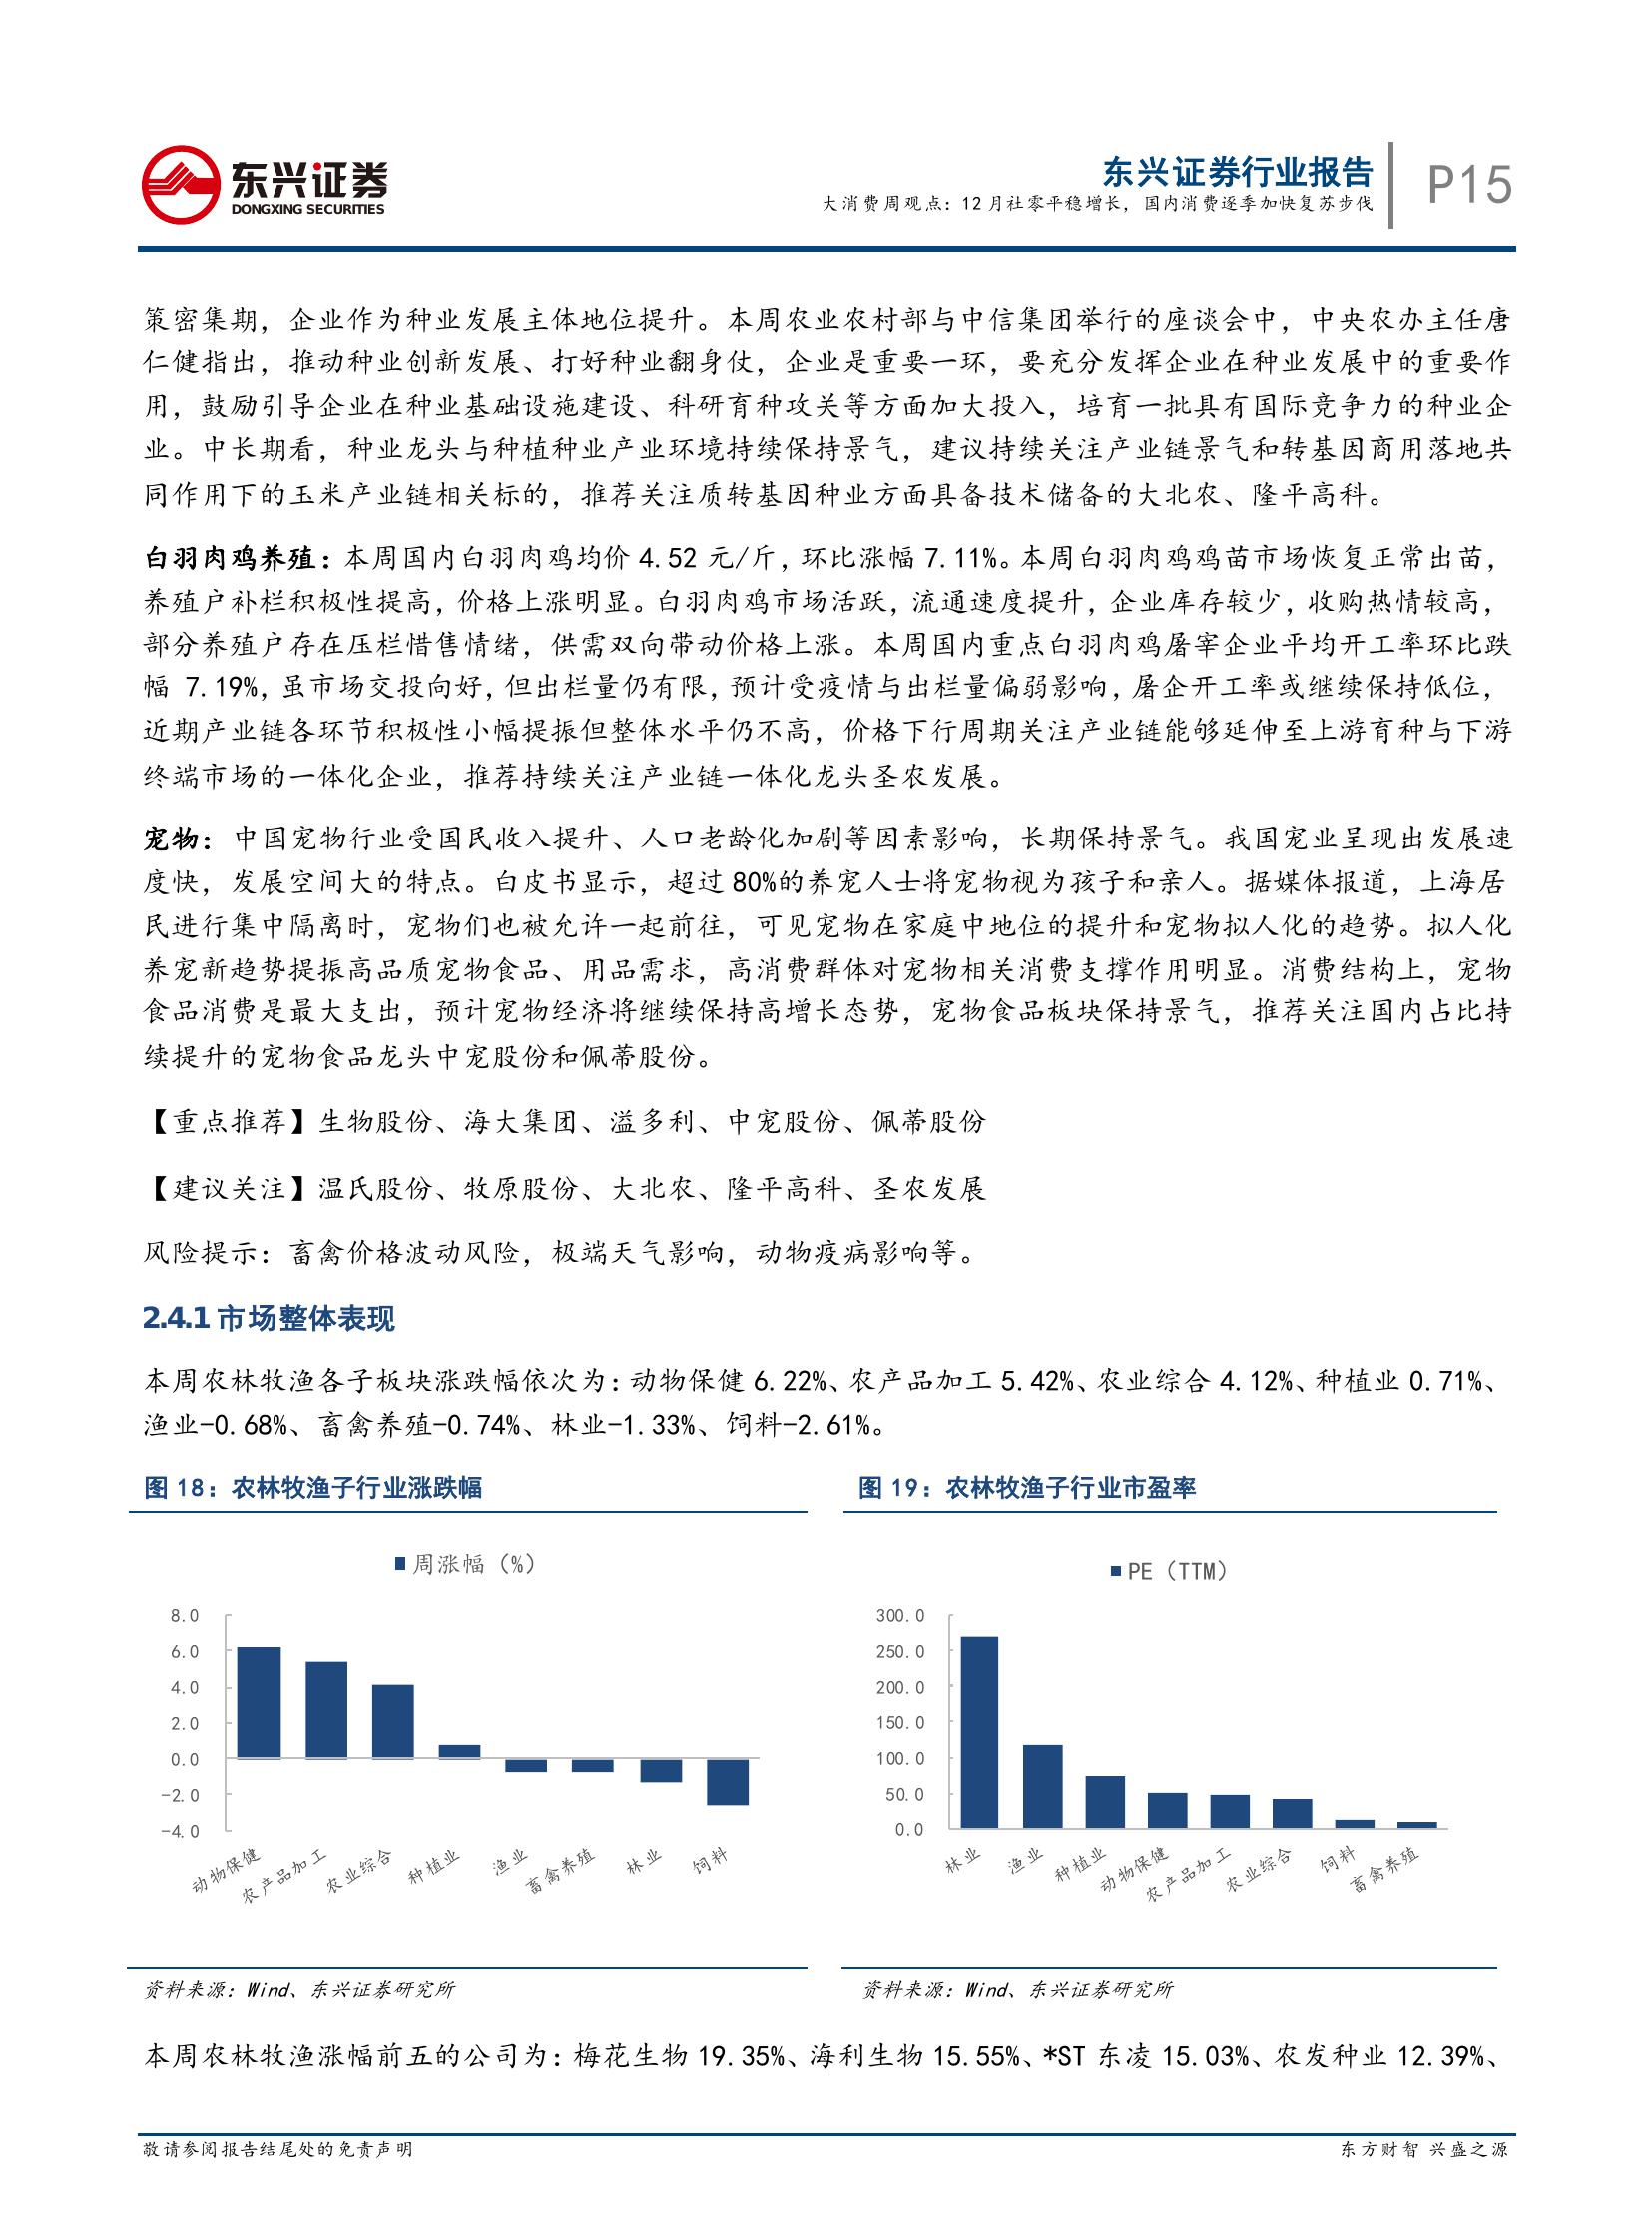 东兴证券
DONGXING SECURITIES
东兴证券行业报告
大消费周观点：12月社零平稳增长，国内消费逐季加快复苏步伐
P15
策密集期，企业作为种业发展主体地位提升。本周农业农村部与中信集团举行的座谈会中，中央农办主任唐
仁健指出，推动种业创新发展、打好种业翻身仗，企业是重要一环，要充分发挥企业在种业发展中的重要作
用，鼓励引导企业在种业基础设施建设、科研育种攻关等方面加大投入，培育一批具有国际竞争力的种业企
业。中长期看，种业龙头与种植种业产业环境持续保持景气，建议持续关注产业链景气和转基因商用落地共
同作用下的玉米产业链相关标的，推荐关注质转基因种业方面具备技术储备的大北农、隆平高科。
白羽肉鸡养殖：本周国内白羽肉鸡均价 4.52 元/斤，环比涨幅 7.11%。本周白羽肉鸡鸡苗市场恢复正常出苗，
养殖户补栏积极性提高，价格上涨明显。白羽肉鸡市场活跃，流通速度提升，企业库存较少，收购热情较高，
部分养殖户存在压栏惜售情绪，供需双向带动价格上涨。本周国内重点白羽肉鸡屠宰企业平均开工率环比跌
幅 7.19%，虽市场交投向好，但出栏量仍有限，预计受疫情与出栏量偏弱影响，屠企开工率或继续保持低位，
近期产业链各环节积极性小幅提振但整体水平仍不高，价格下行周期关注产业链能够延伸至上游育种与下游
终端市场的一体化企业，推荐持续关注产业链一体化龙头圣农发展。
宠物：中国宠物行业受国民收入提升、人口老龄化加剧等因素影响，长期保持景气。我国宠业呈现出发展速
度快，发展空间大的特点。白皮书显示，超过 80%的养宠人士将宠物视为孩子和亲人。据媒体报道，上海居
民进行集中隔离时，宠物们也被允许一起前往，可见宠物在家庭中地位的提升和宠物拟人化的趋势。拟人化
养宠新趋势提振高品质宠物食品、用品需求，高消费群体对宠物相关消费支撑作用明显。消费结构上，宠物
食品消费是最大支出，预计宠物经济将继续保持高增长态势，宠物食品板块保持景气，推荐关注国内占比持
续提升的宠物食品龙头中宠股份和佩蒂股份。
【重点推荐】生物股份、海大集团、溢多利、中宠股份、佩蒂股份
【建议关注】温氏股份、牧原股份、大北农、隆平高科、圣农发展
风险提示：畜禽价格波动风险，极端天气影响，动物疫病影响等。
2.4.1 市场整体表现
本周农林牧渔各子板块涨跌幅依次为：动物保健 6.22%、农产品加工 5.42%、农业综合 4.12%、种植业 0.71%、
渔业-0.68%、畜禽养殖-0.74%、林业-1.33%、饲料-2.61%。
图 18：农林牧渔子行业涨跌幅
周涨幅（%）
8.0
6.0
4.0
2.0
0.0
-2.0
-4.0
动物保健
农产品加工
农业综合
种植业
渔业
畜禽养殖
林业
饲料
资料来源：Wind、东兴证券研究所
图 19：农林牧渔子行业市盈率
PE（TTM）
300.0
250.0
200.0
150.0
100.0
50.0
0.0
林业
渔业
种植业
动物保健
农产品加工
农业综合
饲料
畜禽养殖
资料来源：Wind、东兴证券研究所
本周农林牧渔涨幅前五的公司为：梅花生物 19.35%、海利生物 15.55%、*ST 东凌 15.03%、农发种业 12.39%、
敬请参阅报告结尾处的免责声明
东方财智 兴盛之源